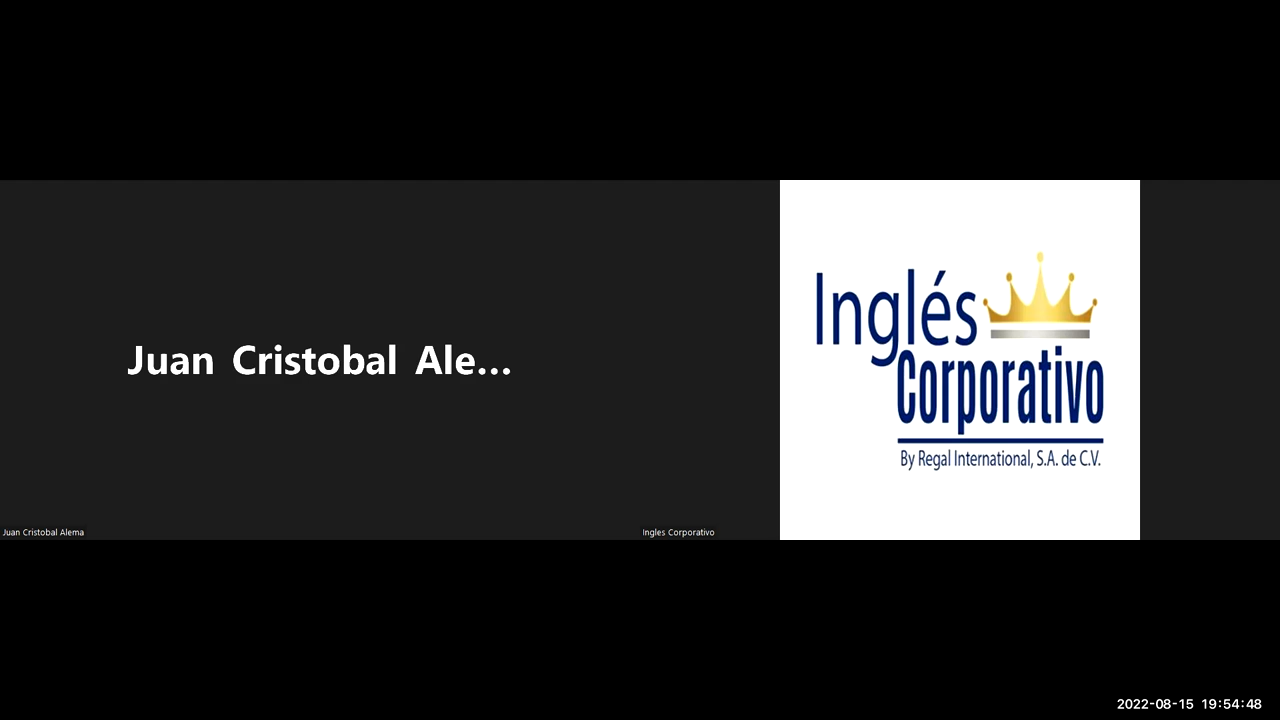 Juan Cristobal Ale...
Juan Cristobal Alema
Inglés
Corporativo
By Regal International, S.A. de C.V.
Ingles Corporativo
2022-08-15 19:54:48